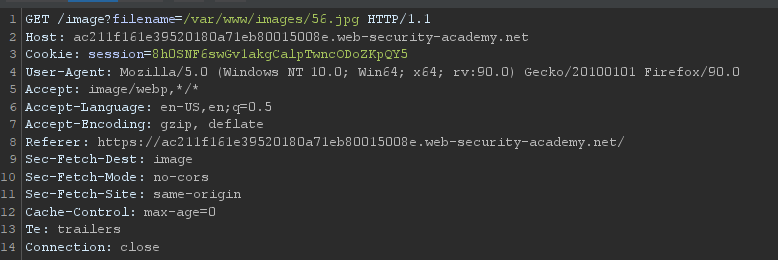 1 GET /image?filename=/var/www/images/56.jpg HTTP/1.1
2 Host: ac211f161e39520180a71eb80015008e.web-security-academy.net
3 Cookie: session=8h0SNF6swGv1akgCalpTwncODoZKpQY5
4 User-Agent: Mozilla/5.0 (Windows NT 10.0; Win64; x64; rv:90.0) Gecko/20100101 Firefox/90.0
5 Accept: image/webp,*/*
6 Accept-Language: en-US,en;q=0.5
7 Accept-Encoding: gzip, deflate
8 Referer: https://ac211f161e39520180a71eb80015008e.web-security-academy.net/
9 Sec-Fetch-Dest: image
10 Sec-Fetch-Mode: no-cors
11 Sec-Fetch-Site: same-origin
12 Cache-Control: max-age=0
13 Te: trailers
14 Connection: close